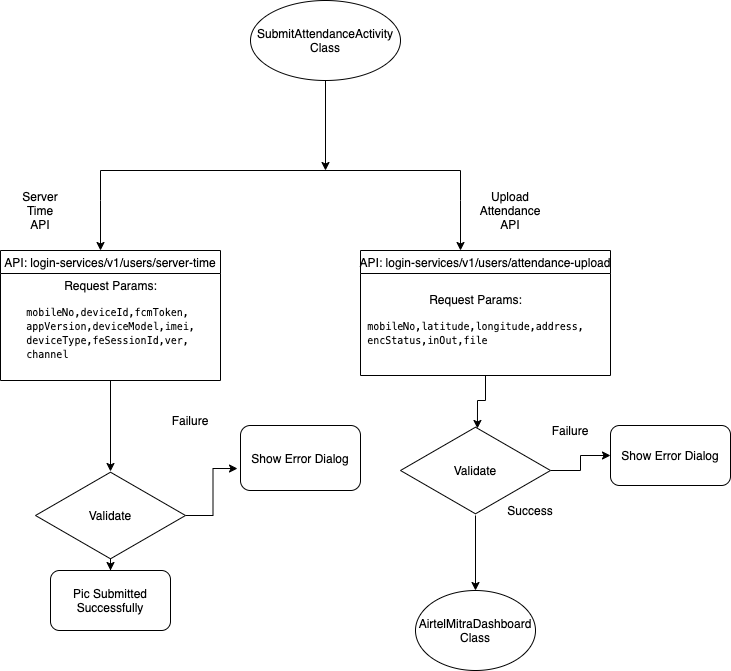 SubmitAttendanceActivity
Class
Server
Time
API
Upload
Attendance
API
API: login-services/v1/users/server-time
Request Params:
mobileNo,deviceId,fcmToken,
appVersion,deviceModel,imei,
deviceType,feSessionId,ver,
channel
API: login-services/v1/users/attendance-upload
Request Params:
mobileNo,latitude,longitude,address,
encStatus,inOut,file
Failure
Show Error Dialog
Validate
Pic Submitted
Successfully
Failure
Show Error Dialog
Validate
Success
AirtelMitraDashboard
Class